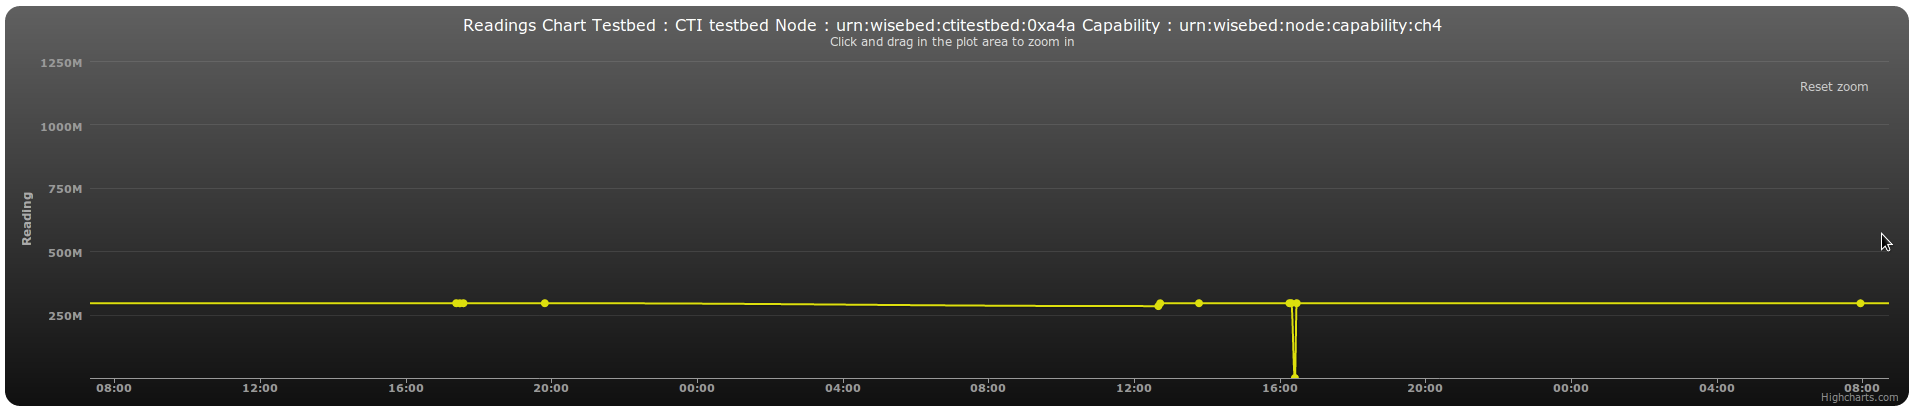 Readings Chart Testbed : CTI testbed Node : urn:wisebed:ctitestbed:0xa4a Capability : urn:wisebed:node:capability:ch4
Click and drag in the plot area to zoom in
Reset zoom
Reading
1250M
1000M
750M
500M
250M
08:00 12:00 16:00 20:00 00:00 04:00 08:00 12:00 16:00 20:00 00:00 04:00 08:00
Highcharts.com